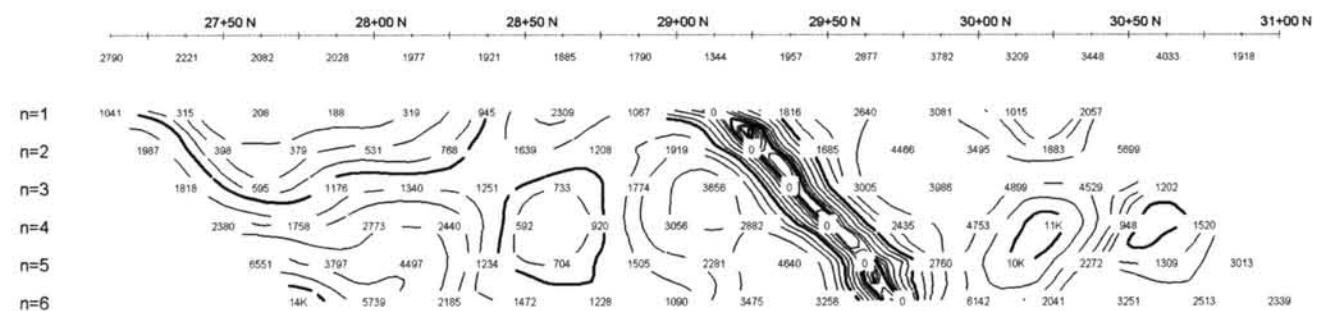 27+50 N 28+00 N 28+50 N 29+00 N 29+50 N 30+00 N 30+50 N 31+00 N
2790 2221 2082 2028 1977 1921 1885 1790 1344 1957 2877 3782 3209 3448 4033 1918
n=1 1041 315 208 188 319 945 2309 1067 0 1816 2640 3081 1015 2057
n=2 1987 398 379 531 768 1639 1208 1919 0 1685 4466 3495 1883 5699
n=3 1818 595 1176 1340 1251 733 1774 3656 0 3005 3986 4899 4529 1202
n=4 2380 1758 2773 2440 592 920 3056 2882 0 2435 4753 11K 948 1520
n=5 6551 3797 4497 1234 704 1505 2281 4640 0 2760 10K 2272 1309 3013
n=6 14K 5739 2185 1472 1228 1090 3475 3258 0 6142 2041 3251 2513 2339